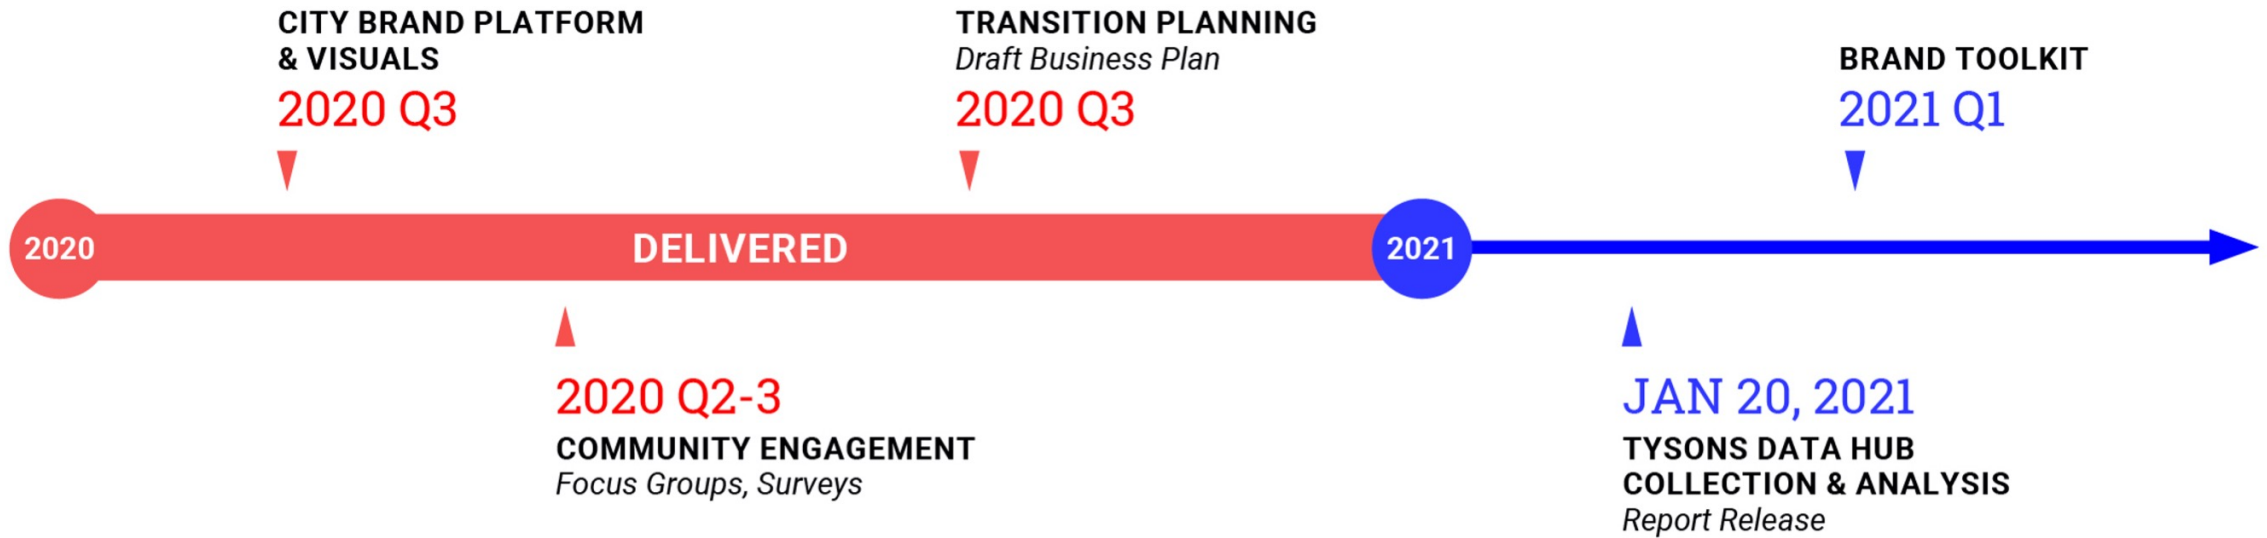 CITY BRAND PLATFORM
& VISUALS
2020 Q3
TRANSITION PLANNING
Draft Business Plan
2020 Q3
BRAND TOOLKIT
2021 Q1
2020
DELIVERED
2021
2020 Q2-3
COMMUNITY ENGAGEMENT
Focus Groups, Surveys
JAN 20, 2021
TYSONS DATA HUB
COLLECTION & ANALYSIS
Report Release